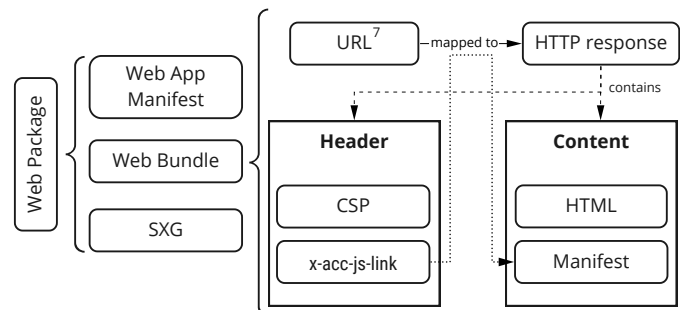 URL7
mapped to
HTTP response
Web App
Manifest
contains
Web Package
Header
Content
Web Bundle
CSP
HTML
SXG
x-acc-js-link
Manifest